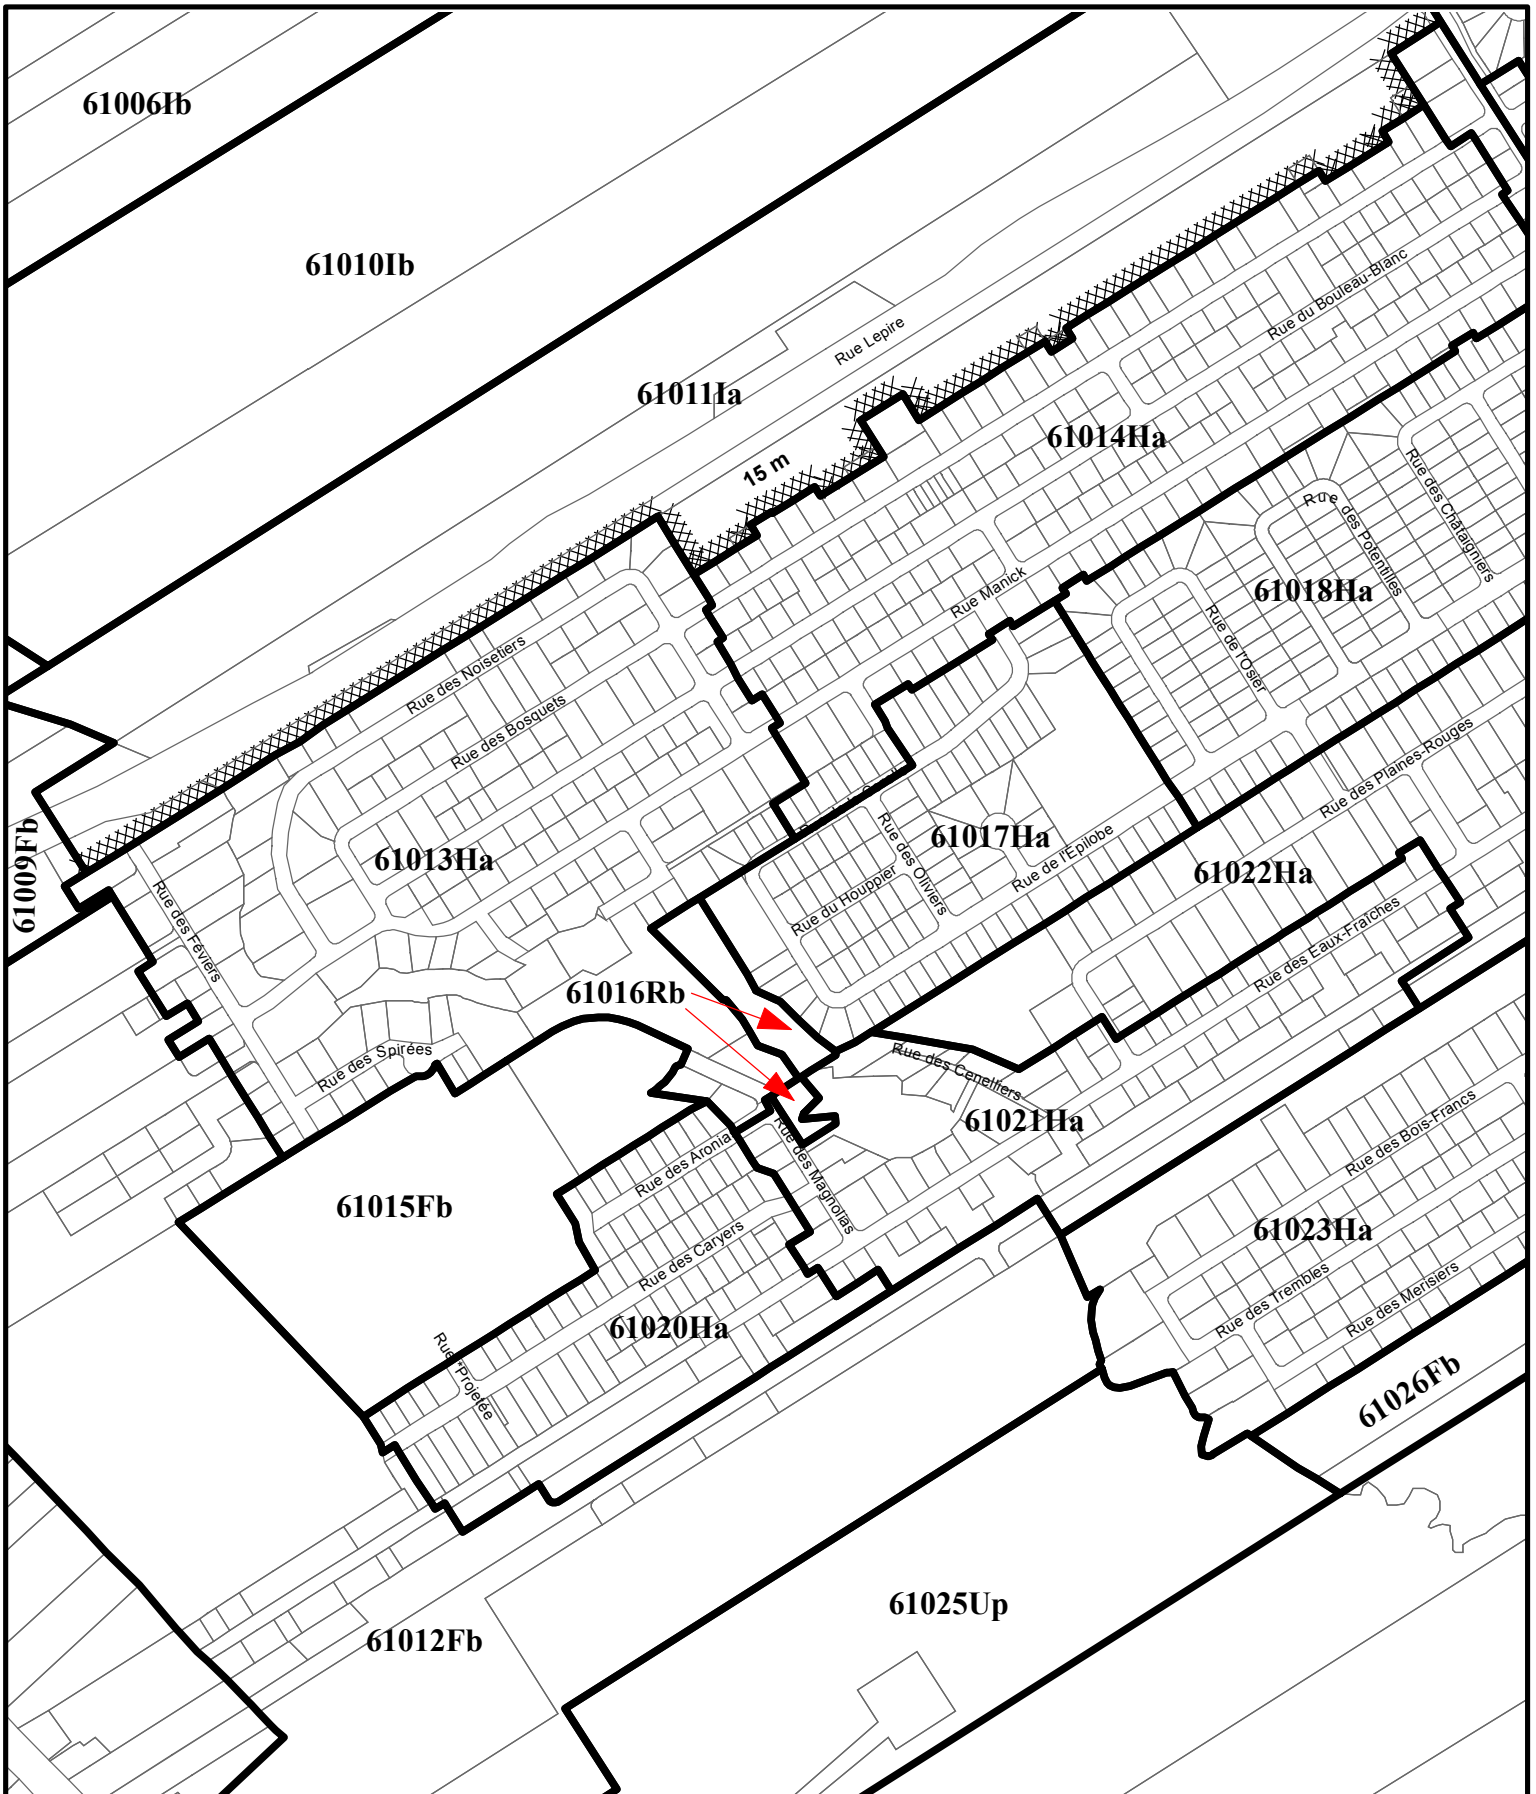 61006Ib
61010Ib
Rue du Bouleau-Blanc
Rue Lepire
61011Ia
61014Ha
15 m
Rue des Châtaigniers
Rue des Potentilles
61018Ha
Rue Manick
Rue de l'Osier
Rue des Noisetiers
Rue des Bosquets
Rue des Plaines-Rouges
61017Ha
Rue des Oliviers
Rue de l'Épilobe
Rue du Houppier
61013Ha
61009Fb
61022Ha
Rue des Féviers
Rue des Eaux-Fraîches
61016Rb
Rue des Spirées
Rue des Cenelliers
61021Ha
Rue des Bois-Francs
Rue des Aronias
Rue des Magnolias
61015Fb
61023Ha
Rue des Caryers
Rue des Trembles
Rue des Merisiers
61020Ha
Rue "Projetée
61026Fb
61025Up
61012Fb